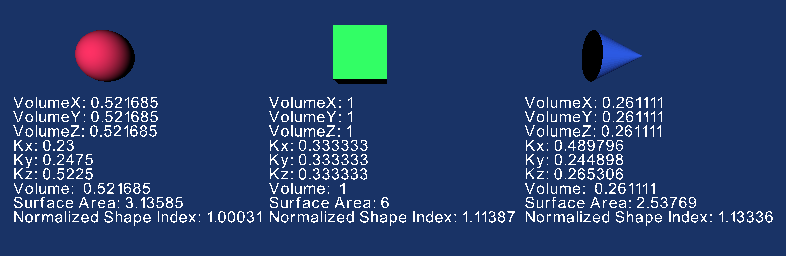 VolumeX: 0.521685
VolumeY: 0.521685
VolumeZ: 0.521685
Kx: 0.23
Ky: 0.2475
Kz: 0.5225
Volume:  0.521685
Surface Area: 3.13585
Normalized Shape Index: 1.00031
VolumeX: 1
VolumeY: 1
VolumeZ: 1
Kx: 0.333333
Ky: 0.333333
Kz: 0.333333
Volume:  1
Surface Area: 6
Normalized Shape Index: 1.11387
VolumeX: 0.261111
VolumeY: 0.261111
VolumeZ: 0.261111
Kx: 0.489796
Ky: 0.244898
Kz: 0.265306
Volume:  0.261111
Surface Area: 2.53769
Normalized Shape Index: 1.13336